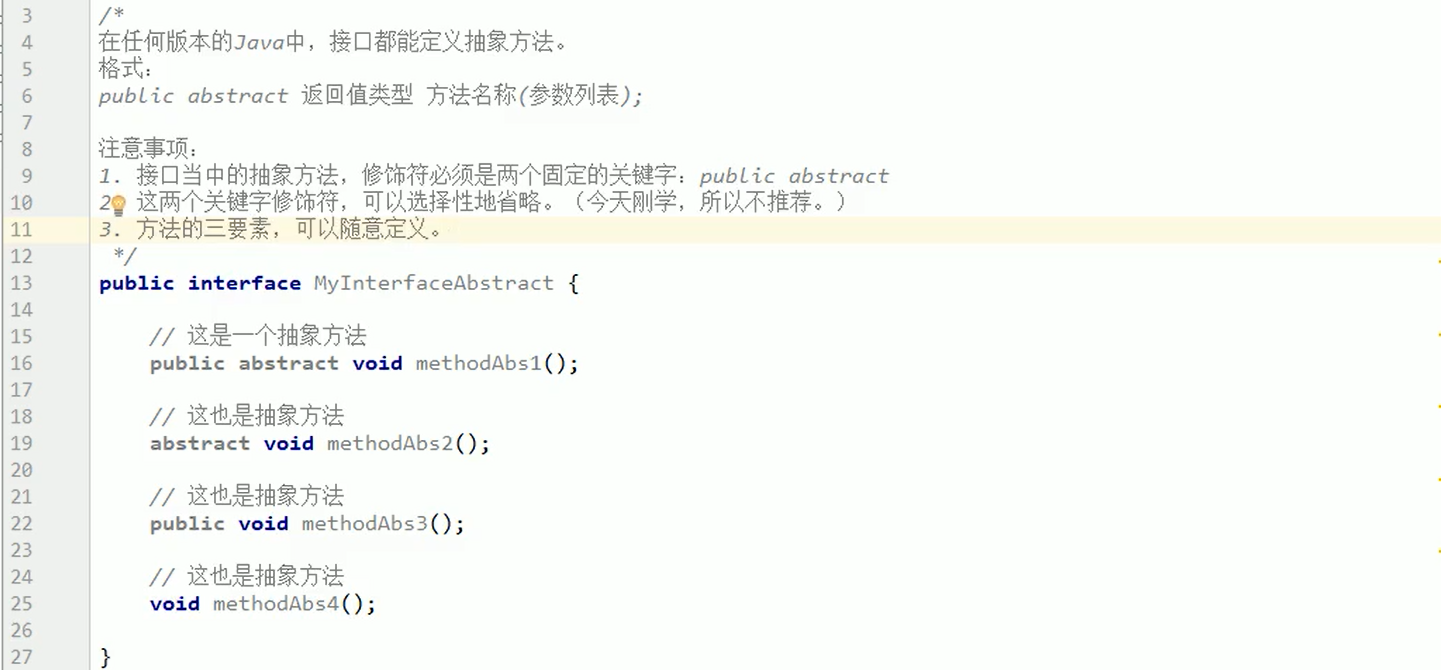 3 /*
4 在任何版本的Java中，接口都能定义抽象方法。
5 格式：
6 public abstract 返回值类型 方法名称(参数列表);
7
8 注意事项：
9 1. 接口当中的抽象方法，修饰符必须是两个固定的关键字：public abstract
10 2 这两个关键字修饰符，可以选择性地省略。（今天刚学，所以不推荐。）
11 3. 方法的三要素，可以随意定义。
12 */
13 public interface MyInterfaceAbstract {
14
15 // 这是一个抽象方法
16 public abstract void methodAbs1();
17
18 // 这也是抽象方法
19 abstract void methodAbs2();
20
21 // 这也是抽象方法
22 public void methodAbs3();
23
24 // 这也是抽象方法
25 void methodAbs4();
26
27 }